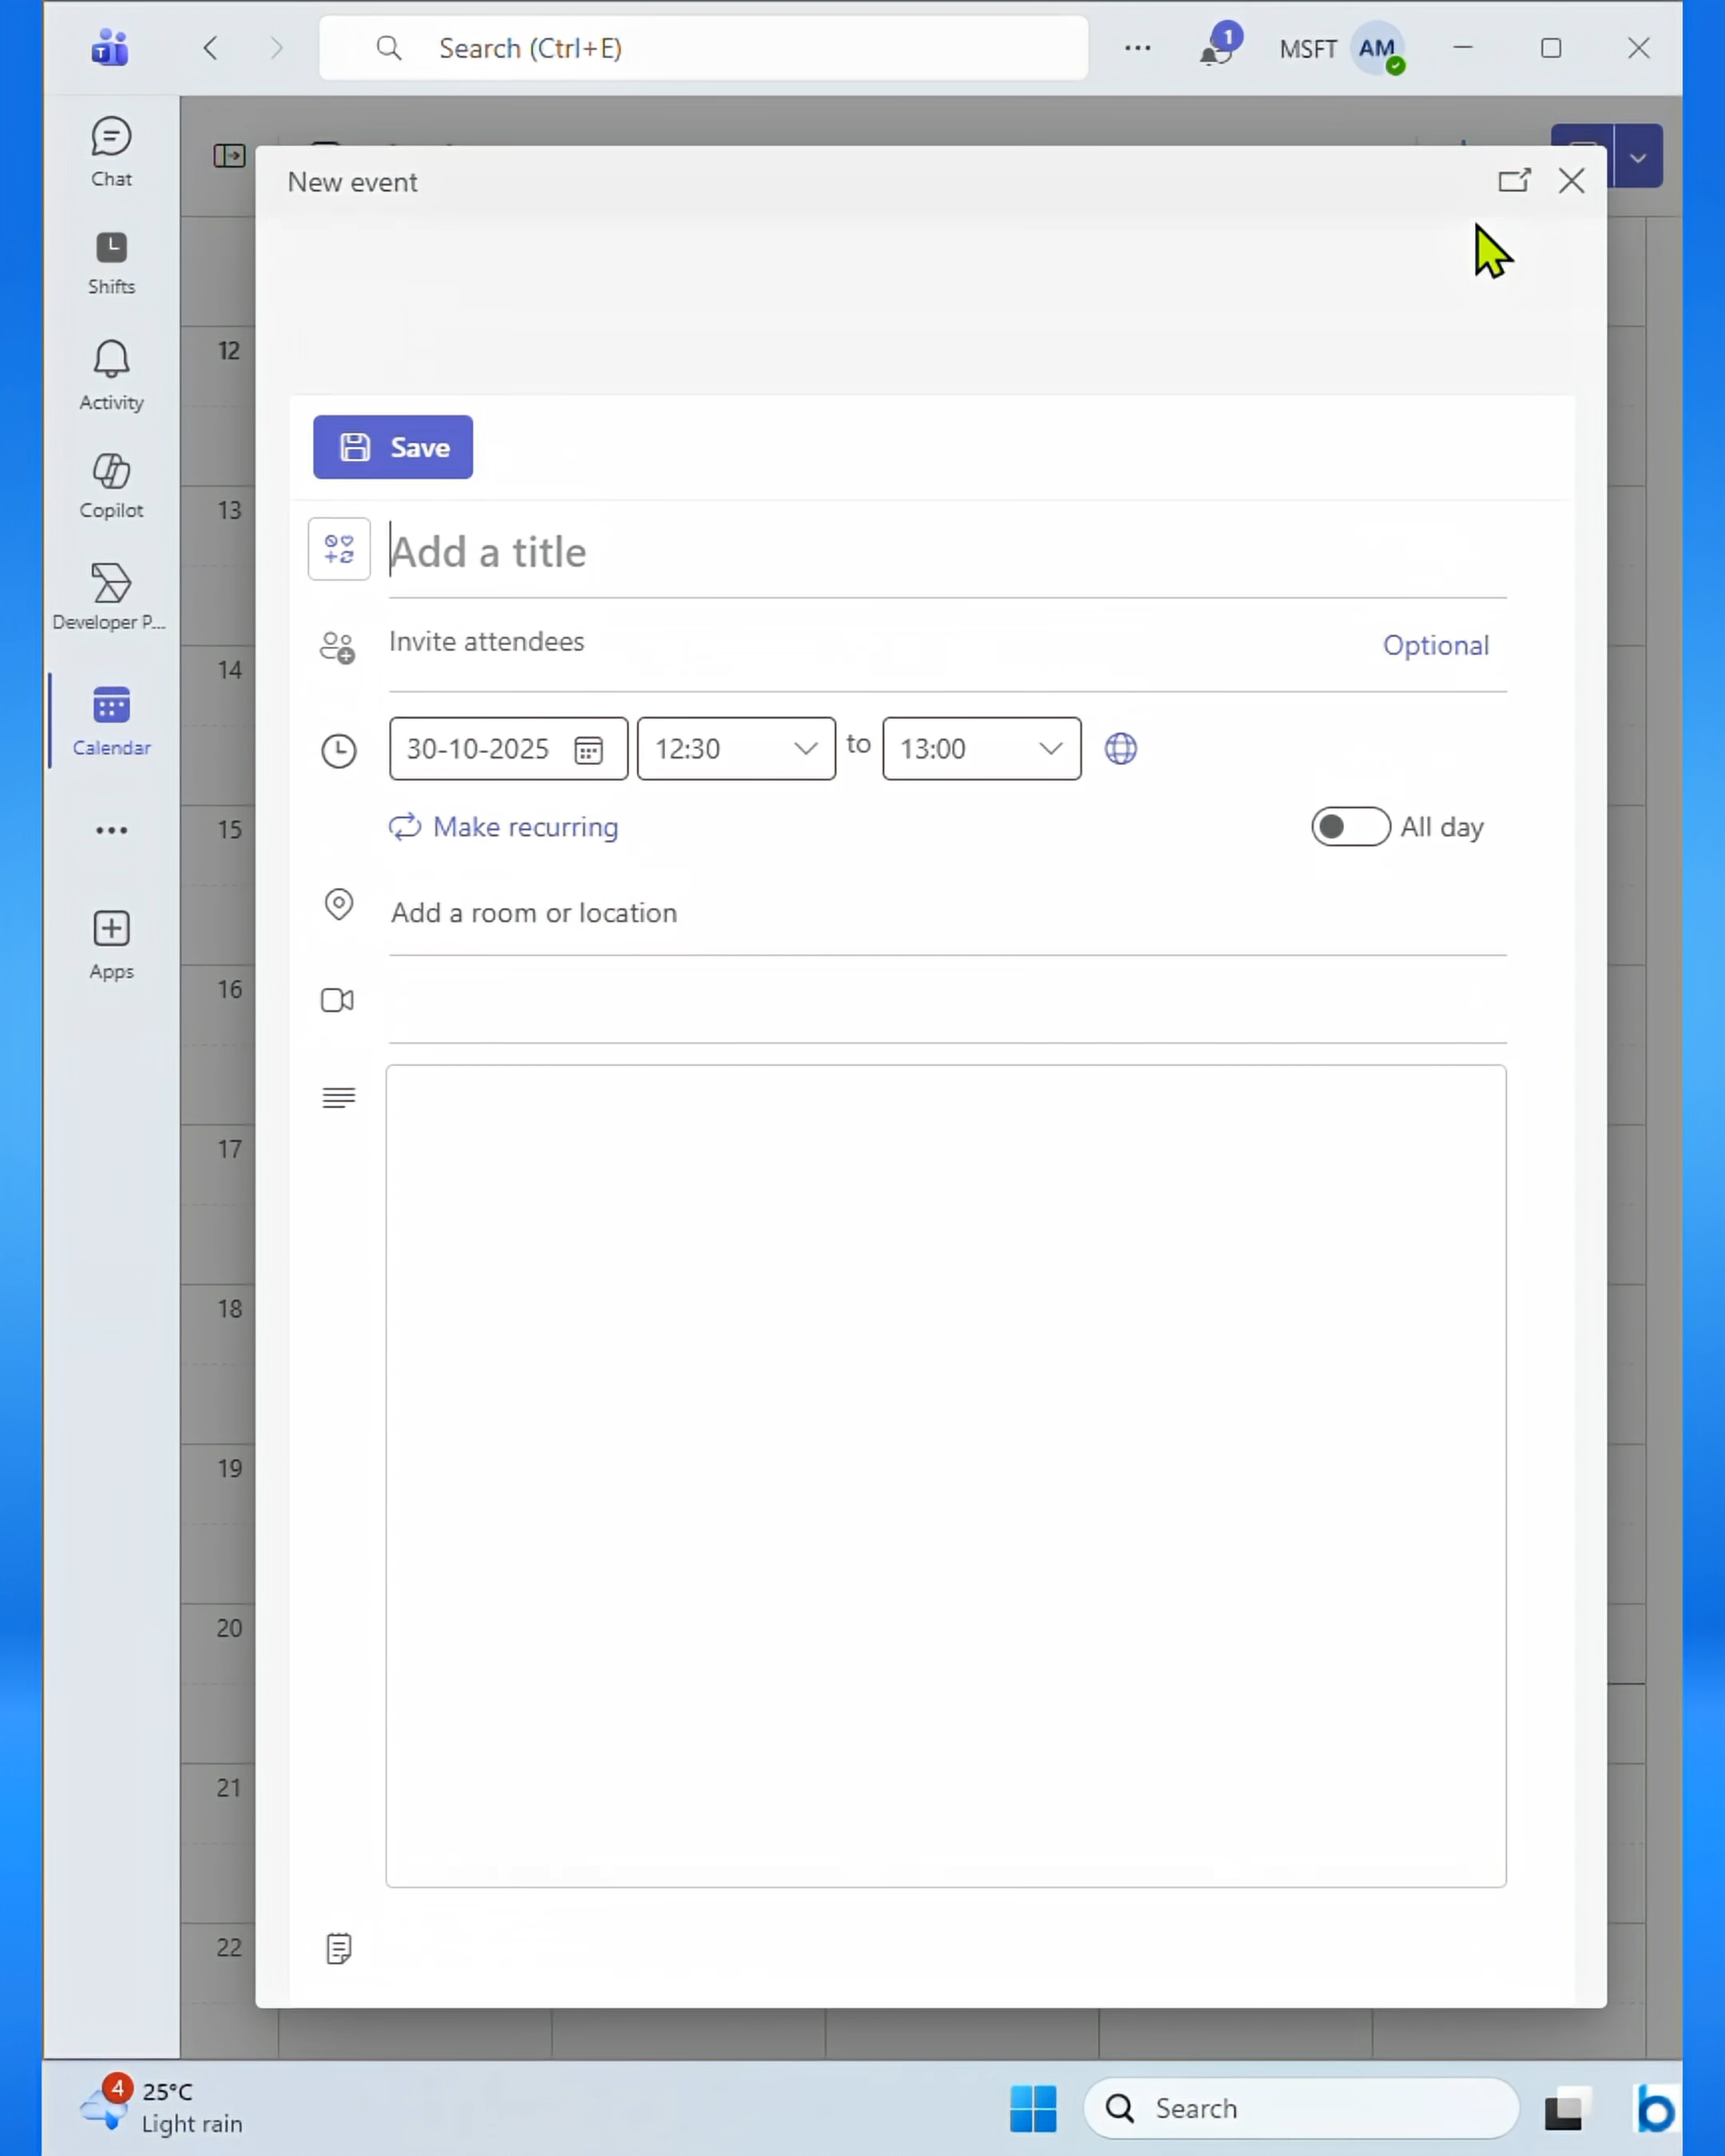 Search (Ctrl+E)
1
MSFT
AM
Chat
Shifts
Activity
Copilot
Developer P...
Calendar
Apps
12
13
14
15
16
17
18
19
20
21
22
New event
Save
Add a title
Invite attendees
Optional
30-10-2025
12:30
to
13:00
Make recurring
All day
Add a room or location
4
25°C
Light rain
Search
b